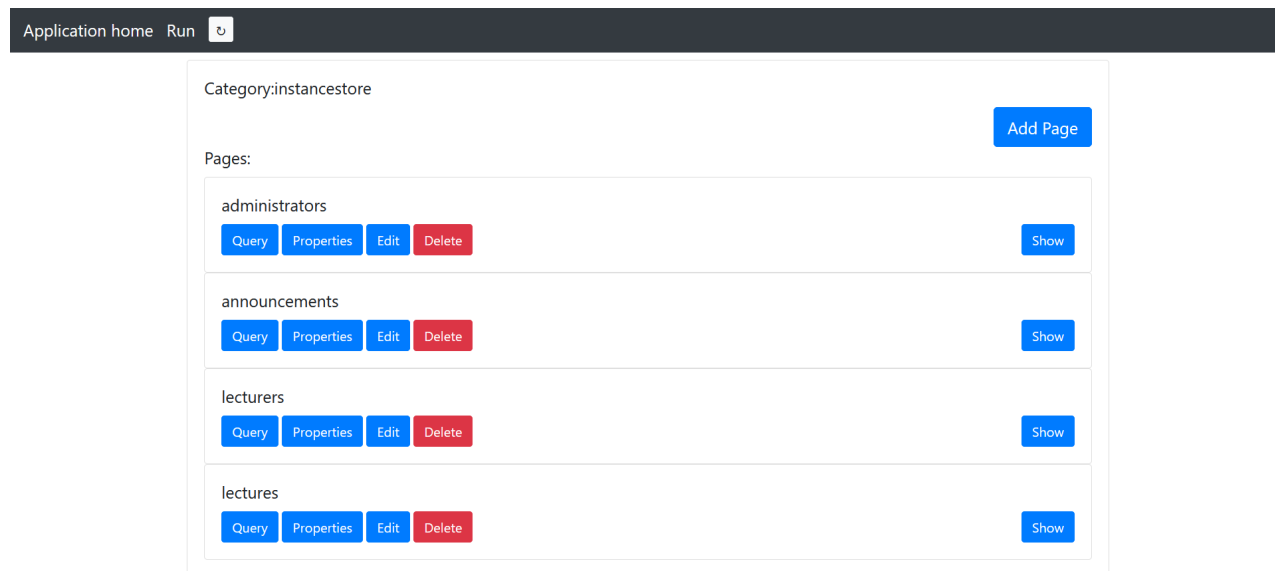 Application home Run ↻
Category:instancestore
Add Page
Pages:
administrators
Query Properties Edit Delete Show
announcements
Query Properties Edit Delete Show
lecturers
Query Properties Edit Delete Show
lectures
Query Properties Edit Delete Show